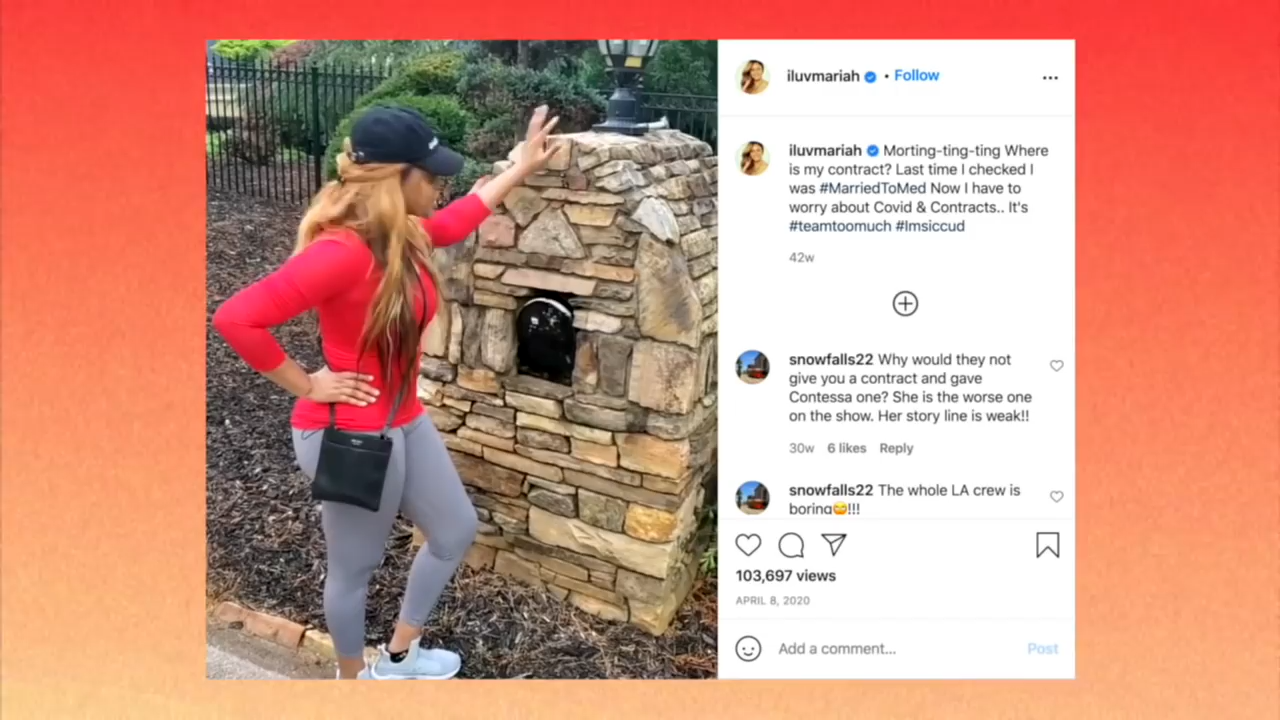 iluvmariah • Follow
iluvmariah Morting-ting-ting Where
is my contract? Last time I checked I
was #MarriedToMed Now I have to
worry about Covid & Contracts.. It's
#teamtoomuch #Imsiccud
42w
snowfalls22 Why would they not
give you a contract and gave
Contessa one? She is the worse one
on the show. Her story line is weak!!
30w 6 likes Reply
snowfalls22 The whole LA crew is
boring🙄!!!
103,697 views
APRIL 8, 2020
Add a comment... Post